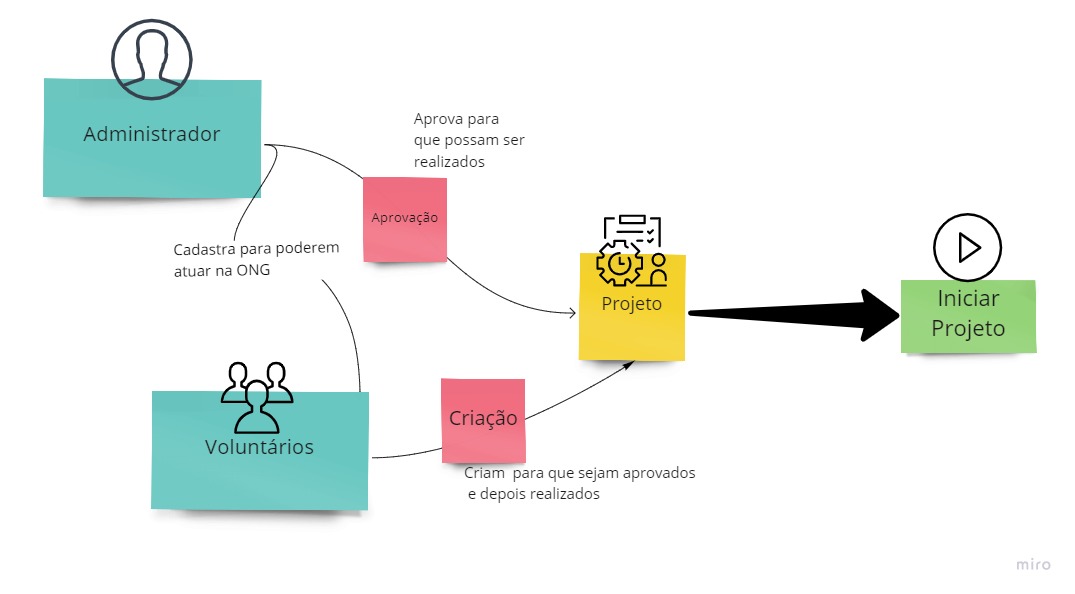 Administrador
Aprova para
que possam ser
realizados
Aprovação
Cadastra para poderem
atuar na ONG
Projeto
Iniciar
Projeto
Criação
Voluntários
Criam  para que sejam aprovados
e depois realizados
miro